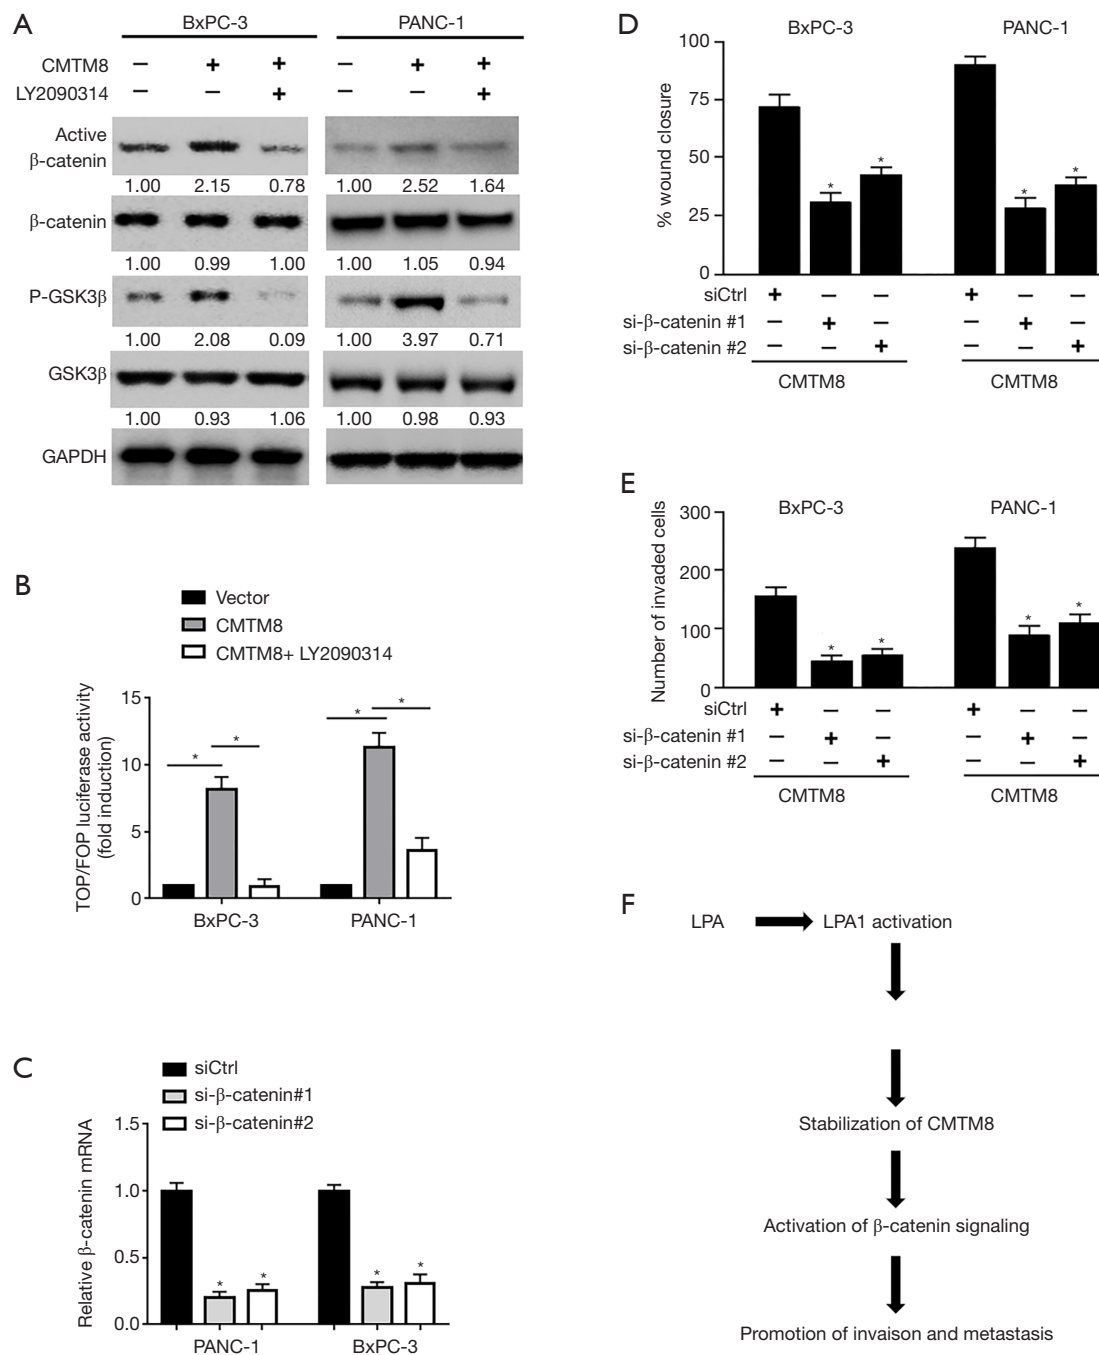 A
BxPC-3 PANC-1
CMTM8 – + + – + +
LY2090314 – – + – – +
Active
β-catenin
1.00 2.15 0.78 1.00 2.52 1.64
β-catenin
1.00 0.99 1.00 1.00 1.05 0.94
P-GSK3β
1.00 2.08 0.09 1.00 3.97 0.71
GSK3β
1.00 0.93 1.06 1.00 0.98 0.93
GAPDH
B
Vector
CMTM8
CMTM8+ LY2090314
TOP/FOP luciferase activity
(fold induction)
15
10
5
0
* * * *
BxPC-3 PANC-1
C
siCtrl
si-β-catenin#1
si-β-catenin#2
Relative β-catenin mRNA
1.5
1.0
0.5
0.0
* * * *
PANC-1 BxPC-3
D
BxPC-3 PANC-1
% wound closure
100
75
50
25
0
* * * *
siCtrl + – – + – –
si-β-catenin #1 – + – – + –
si-β-catenin #2 – – + – – +
CMTM8 CMTM8
E
BxPC-3 PANC-1
Number of invaded cells
300
200
100
0
* * * *
siCtrl + – – + – –
si-β-catenin #1 – + – – + –
si-β-catenin #2 – – + – – +
CMTM8 CMTM8
F
LPA LPA1 activation
Stabilization of CMTM8
Activation of β-catenin signaling
Promotion of invaison and metastasis